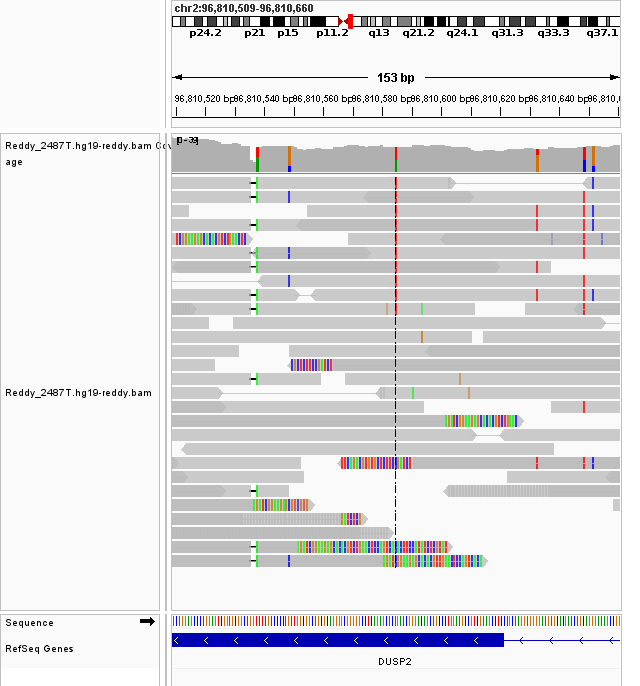 chr2:96,810,509-96,810,660
p24.2 p21 p15 p11.2 q13 q21.2 q24.1 q31.3 q33.3 q37.1
153 bp
96,810,520 bp 96,810,540 bp 96,810,560 bp 96,810,580 bp 96,810,600 bp 96,810,620 bp 96,810,640 bp 96,810,660
Reddy_2487T.hg19-reddy.bam Cov
age
[0-39]
Reddy_2487T.hg19-reddy.bam
Sequence
RefSeq Genes
DUSP2